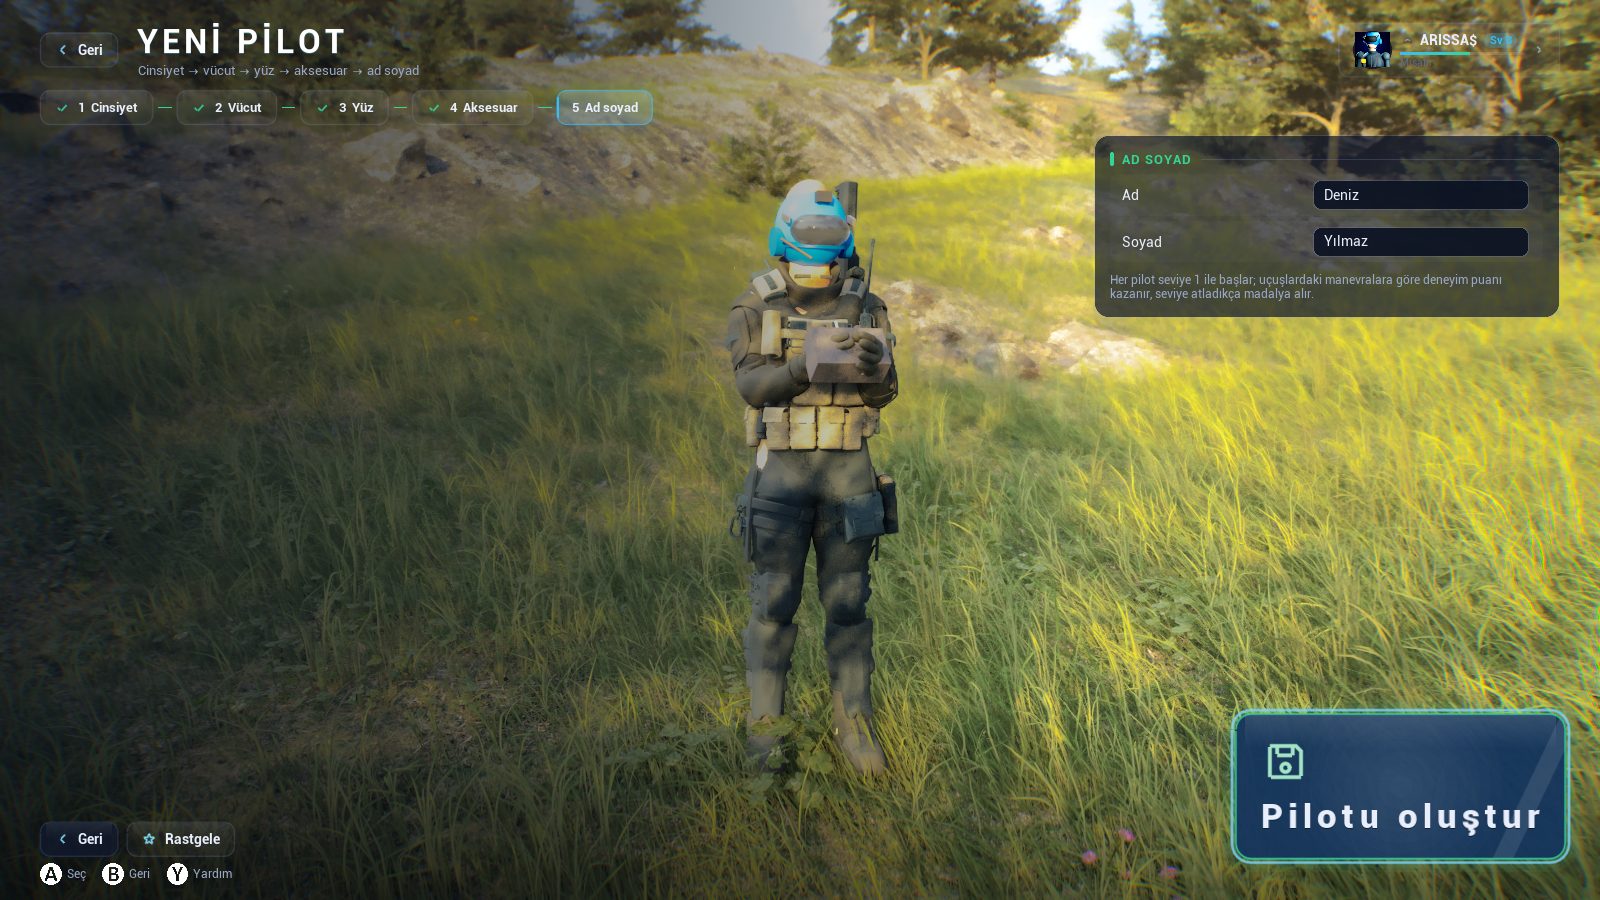 Geri
YENİ PİLOT
Cinsiyet → vücut → yüz → aksesuar → ad soyad
1 Cinsiyet
2 Vücut
3 Yüz
4 Aksesuar
5 Ad soyad
ARISSA$
AD SOYAD
Ad
Deniz
Soyad
Yılmaz
Her pilot seviye 1 ile başlar; uçuşlardaki manevralara göre deneyim puanı
kazanır, seviye atladıkça madalya alır.
Pilotu oluştur
Geri
Rastgele
A Seç
B Geri
Y Yardım